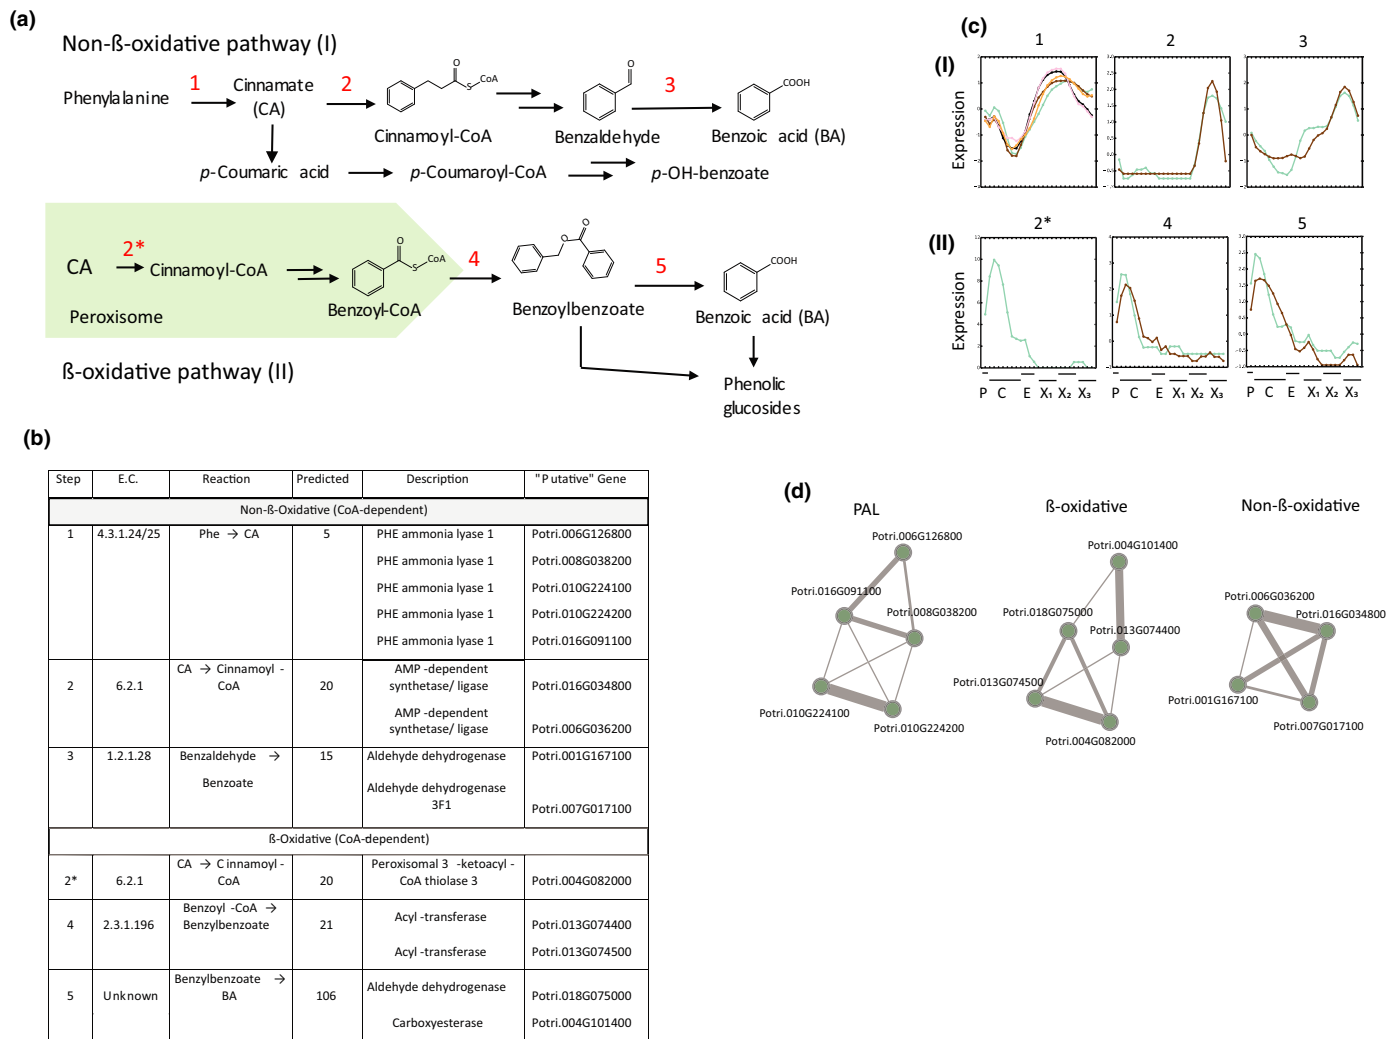 (a)
Non-ß-oxidative pathway (I)
Phenylalanine
1
Cinnamate
(CA)
2
O
S
CoA
Cinnamoyl-CoA
O
Benzaldehyde
3
COOH
Benzoic acid (BA)
p-Coumaric acid
p-Coumaroyl-CoA
p-OH-benzoate
CA
2*
Cinnamoyl-CoA
O
S
CoA
Benzoyl-CoA
Peroxisome
4
O
O
Benzoylbenzoate
5
COOH
Benzoic acid (BA)
ß-oxidative pathway (II)
Phenolic
glucosides
(b)
Step E.C. Reaction Predicted Description "Putative" Gene
Non-ß-Oxidative (CoA-dependent)
1 4.3.1.24/25 Phe → CA 5 PHE ammonia lyase 1 Potri.006G126800
PHE ammonia lyase 1 Potri.008G038200
PHE ammonia lyase 1 Potri.010G224100
PHE ammonia lyase 1 Potri.010G224200
PHE ammonia lyase 1 Potri.016G091100
2 6.2.1 CA → Cinnamoyl - CoA 20 AMP -dependent synthetase/ ligase Potri.016G034800
AMP -dependent synthetase/ ligase Potri.006G036200
3 1.2.1.28 Benzaldehyde → Benzoate 15 Aldehyde dehydrogenase Potri.001G167100
Aldehyde dehydrogenase 3F1 Potri.007G017100
ß-Oxidative (CoA-dependent)
2* 6.2.1 CA → Cinnamoyl - CoA 20 Peroxisomal 3 -ketoacyl - CoA thiolase 3 Potri.004G082000
4 2.3.1.196 Benzoyl -CoA → Benzylbenzoate 21 Acyl -transferase Potri.013G074400
Acyl -transferase Potri.013G074500
5 Unknown Benzylbenzoate → BA 106 Aldehyde dehydrogenase Potri.018G075000
Carboxyesterase Potri.004G101400
(c)
1 2 3
(I)
Expression
2* 4 5
(II)
Expression
P C E X₁ X₂ X₃
P C E X₁ X₂ X₃
P C E X₁ X₂ X₃
(d)
PAL
Potri.006G126800
Potri.016G091100
Potri.008G038200
Potri.010G224100
Potri.010G224200
ß-oxidative
Potri.004G101400
Potri.018G075000
Potri.013G074400
Potri.013G074500
Potri.004G082000
Non-ß-oxidative
Potri.006G036200
Potri.016G034800
Potri.001G167100
Potri.007G017100